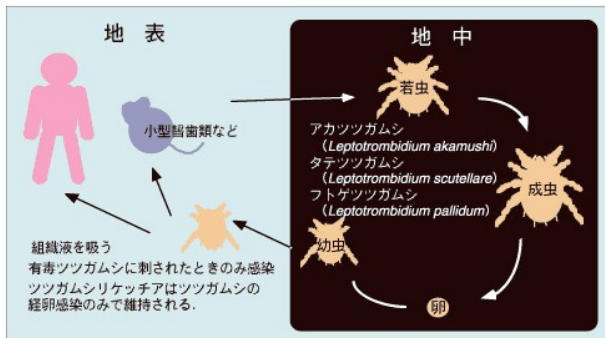 地 表
地 中
若虫
小型齧歯類など
アカツツガムシ
（Leptotrombidium akamushi）
タテツツガムシ
（Leptotrombidium scutellare）
フトゲツツガムシ
（Leptotrombidium pallidum）
成虫
幼虫
卵
組織液を吸う
有毒ツツガムシに刺されたときのみ感染
ツツガムシリケッチアはツツガムシの
経卵感染のみで維持される.